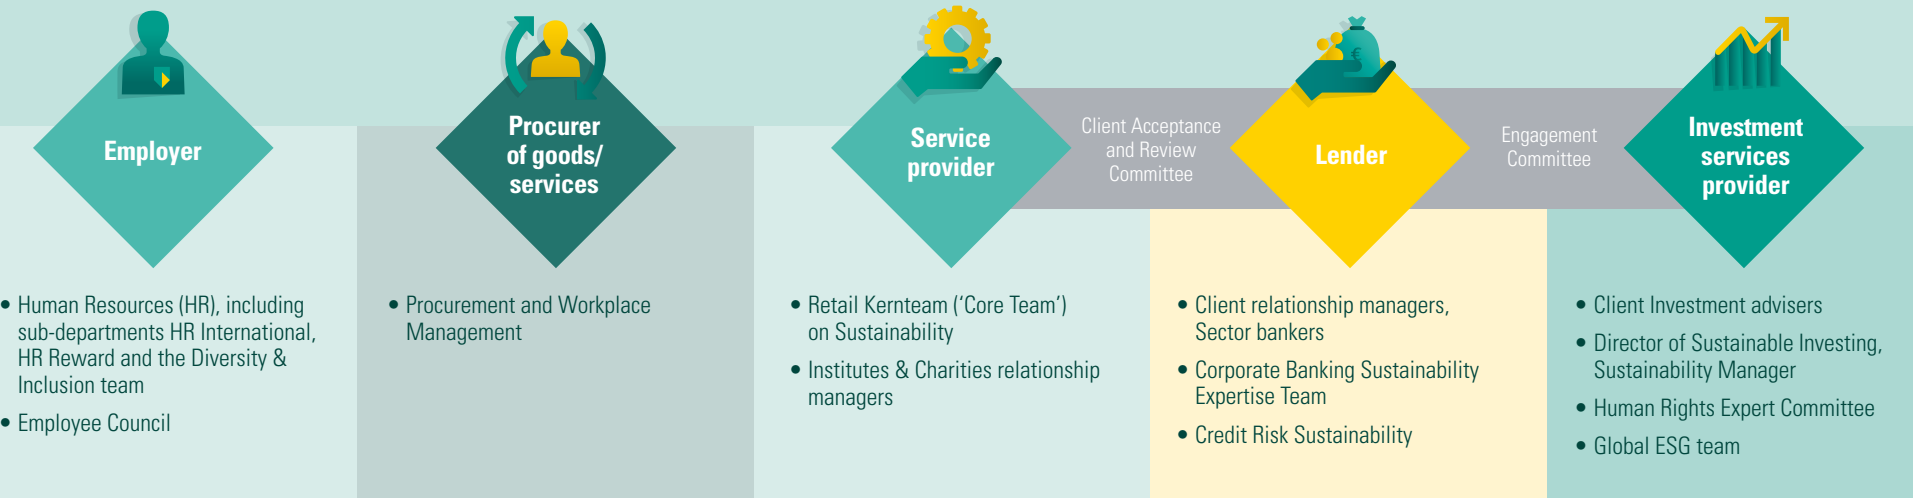 Employer
Procurer
of goods/
services
Service
provider
Client Acceptance
and Review
Committee
€
Lender
Engagement
Committee
Investment
services
provider
• Human Resources (HR), including
sub-departments HR International,
HR Reward and the Diversity &
Inclusion team
• Employee Council
• Procurement and Workplace
Management
• Retail Kernteam (‘Core Team’)
on Sustainability
• Institutes & Charities relationship
managers
• Client relationship managers,
Sector bankers
• Corporate Banking Sustainability
Expertise Team
• Credit Risk Sustainability
• Client Investment advisers
• Director of Sustainable Investing,
Sustainability Manager
• Human Rights Expert Committee
• Global ESG team